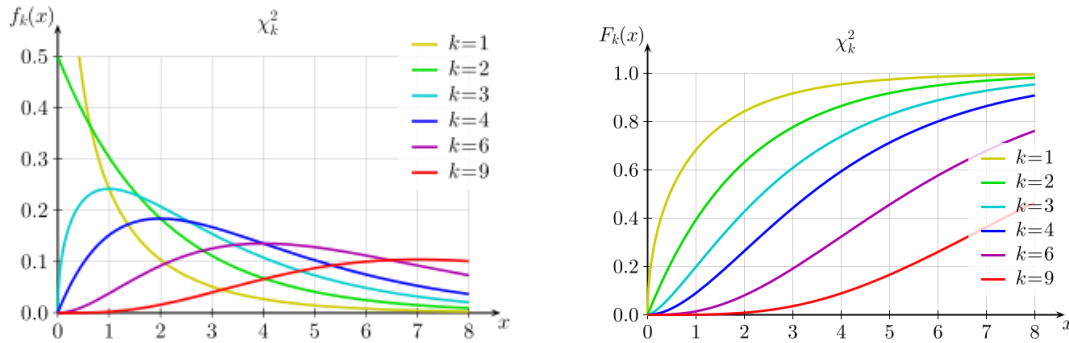 f_k(x)
χ²_k
0.5
0.4
0.3
0.2
0.1
0.0
0 1 2 3 4 5 6 7 8 x
k=1
k=2
k=3
k=4
k=6
k=9
F_k(x)
χ²_k
1.0
0.8
0.6
0.4
0.2
0.0
0 1 2 3 4 5 6 7 8 x
k=1
k=2
k=3
k=4
k=6
k=9